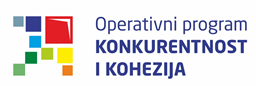 Operativni program
KONKURENTNOST
I KOHEZIJA